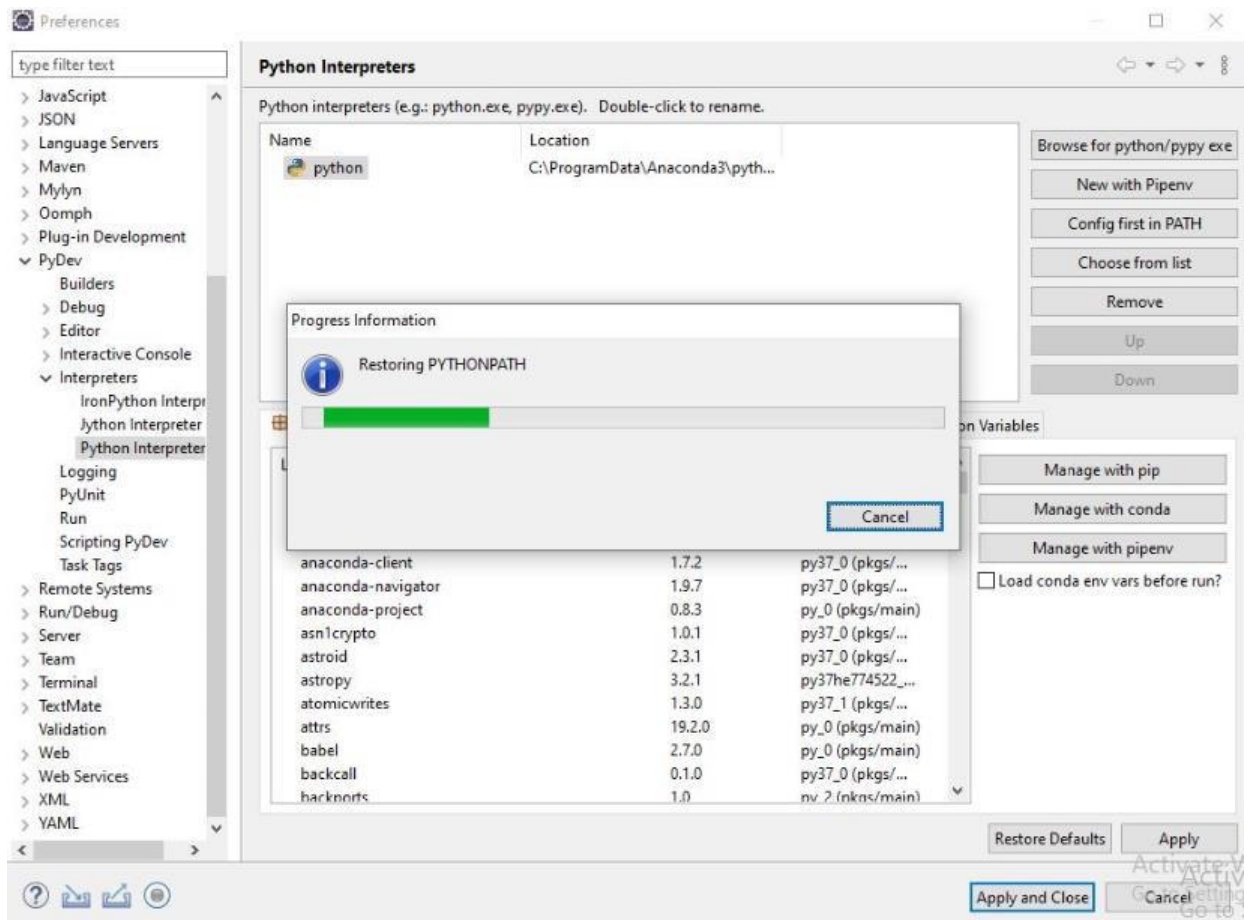 Preferences
type filter text
JavaScript
JSON
Language Servers
Maven
Mylyn
Oomph
Plug-in Development
PyDev
Builders
Debug
Editor
Interactive Console
Interpreters
IronPython Interpr
Jython Interpreter
Python Interpreter
Logging
PyUnit
Run
Scripting PyDev
Task Tags
Remote Systems
Run/Debug
Server
Team
Terminal
TextMate
Validation
Web
Web Services
XML
YAML
Python Interpreters
Python interpreters (e.g.: python.exe, pypy.exe). Double-click to rename.
Name Location
python C:\ProgramData\Anaconda3\pyth...
Browse for python/pypy exe
New with Pipenv
Config first in PATH
Choose from list
Remove
Up
Down
Progress Information
Restoring PYTHONPATH
Cancel
on Variables
anaconda-client 1.7.2 py37_0 (pkgs/...
anaconda-navigator 1.9.7 py37_0 (pkgs/...
anaconda-project 0.8.3 py_0 (pkgs/main)
asn1crypto 1.0.1 py37_0 (pkgs/...
astroid 2.3.1 py37_0 (pkgs/...
astropy 3.2.1 py37he774522_...
atomicwrites 1.3.0 py37_1 (pkgs/...
attrs 19.2.0 py_0 (pkgs/main)
babel 2.7.0 py_0 (pkgs/main)
backcall 0.1.0 py37_0 (pkgs/...
backports 1.0 py_2 (pkgs/main)
Manage with pip
Manage with conda
Manage with pipenv
Load conda env vars before run?
Restore Defaults Apply
Apply and Close Cancel